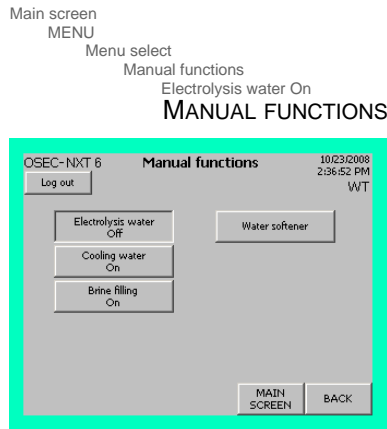 Main screen
MENU
Menu select
Manual functions
Electrolysis water On
MANUAL FUNCTIONS
OSEC-NXT 6 Manual functions 10/23/2008
2:36:52 PM
Log out
WT
Electrolysis water
Off
Water softener
Cooling water
On
Brine filling
On
MAIN
SCREEN
BACK